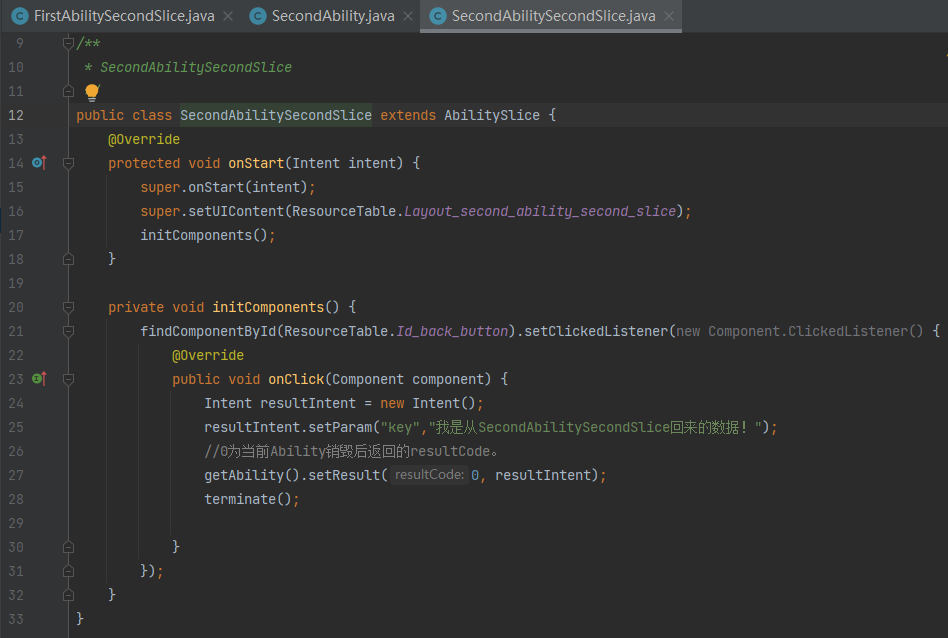 FirstAbilitySecondSlice.java SecondAbility.java SecondAbilitySecondSlice.java
9 /**
10 * SecondAbilitySecondSlice
11
12 public class SecondAbilitySecondSlice extends AbilitySlice {
13 @Override
14 protected void onStart(Intent intent) {
15 super.onStart(intent);
16 super.setUIContent(ResourceTable.Layout_second_ability_second_slice);
17 initComponents();
18 }
19
20 private void initComponents() {
21 findComponentById(ResourceTable.Id_back_button).setClickedListener(new Component.ClickedListener() {
22 @Override
23 public void onClick(Component component) {
24 Intent resultIntent = new Intent();
25 resultIntent.setParam("key","我是从SecondAbilitySecondSlice回来的数据！");
26 //0为当前Ability销毁后返回的resultCode。
27 getAbility().setResult( resultCode: 0, resultIntent);
28 terminate();
29
30 }
31 });
32 }
33 }